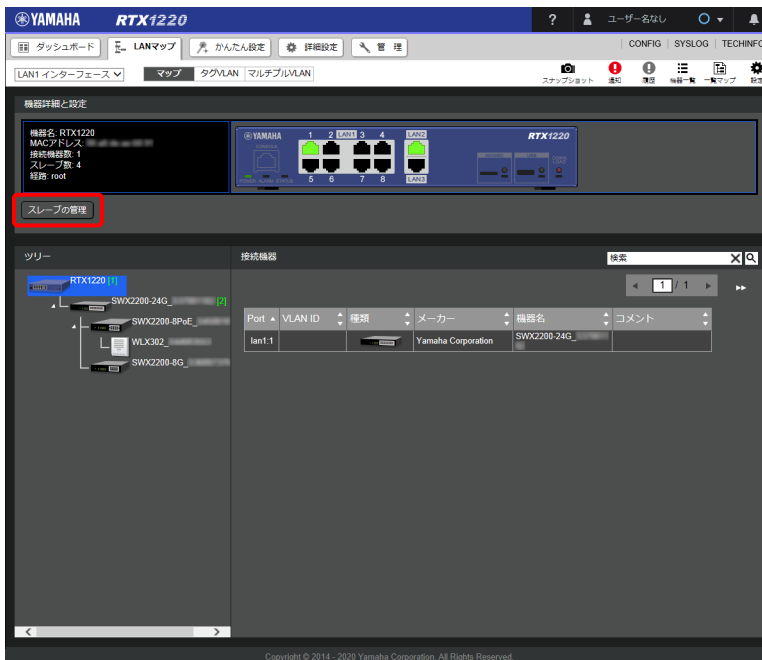 YAMAHA RTX1220 ? ユーザー名なし
ダッシュボード LANマップ かんたん設定 詳細設定 管 理 CONFIG SYSLOG TECHINFO
LAN1 インターフェース マップ タグVLAN マルチプルVLAN スナップショット 通知 履歴 機器一覧 一覧マップ 設定
機器詳細と設定
機器名: RTX1220
MACアドレス:
接続機器数: 1
スレーブ数: 4
経路: root
YAMAHA 1 2 LAN1 3 4 LAN2 RTX1220
CONSOLE
POWER ALARM STATUS 5 6 7 8 LAN3
スレーブの管理
ツリー
RTX1220 [1]
SWX2200-24G_ [2]
SWX2200-8PoE_
WLX302_
SWX2200-8G_
接続機器 検索
1 / 1
Port VLAN ID 種類 メーカー 機器名 コメント
lan1:1 Yamaha Corporation SWX2200-24G_
Copyright © 2014 - 2020 Yamaha Corporation. All Rights Reserved.